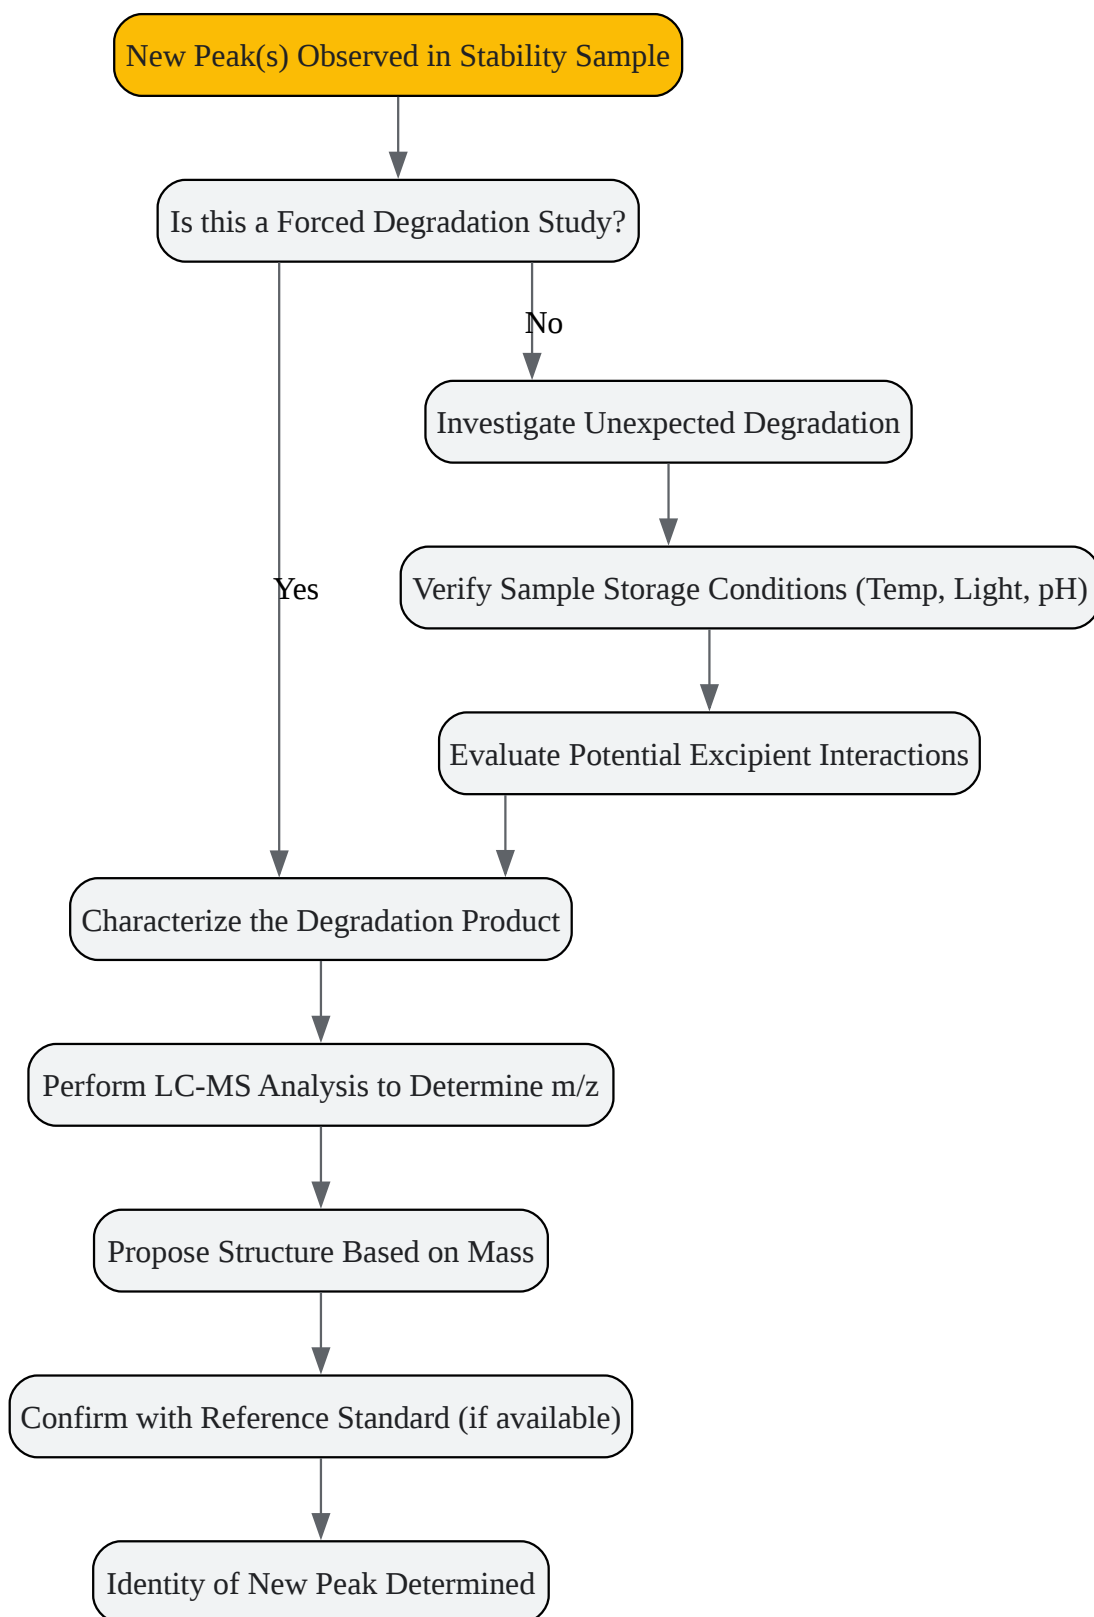 New Peak(s) Observed in Stability Sample
Is this a Forced Degradation Study?
No
Investigate Unexpected Degradation
Yes
Verify Sample Storage Conditions (Temp, Light, pH)
Evaluate Potential Excipient Interactions
Characterize the Degradation Product
Perform LC-MS Analysis to Determine m/z
Propose Structure Based on Mass
Confirm with Reference Standard (if available)
Identity of New Peak Determined